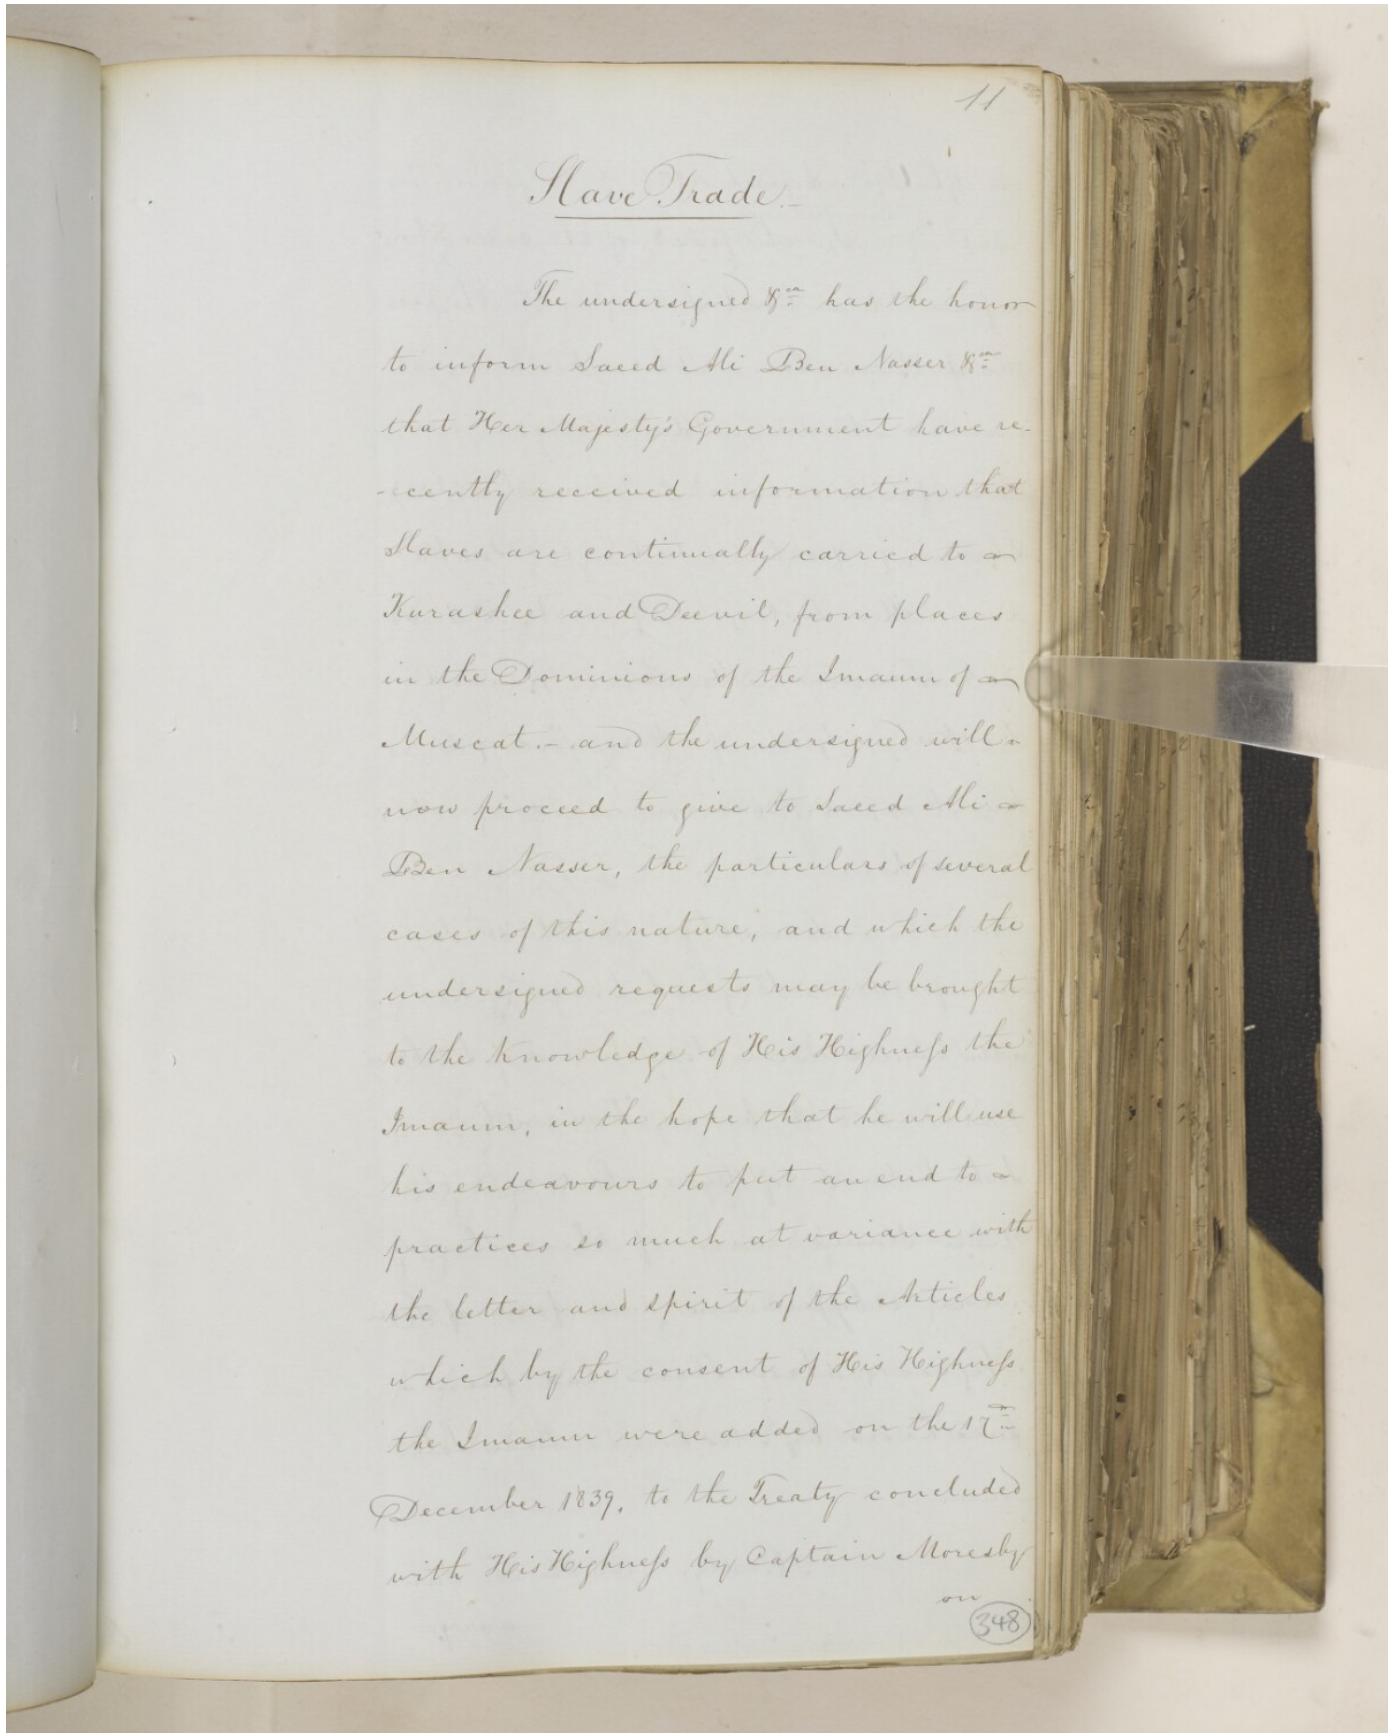 11
Slave Trade.-
The undersigned &ca has the honor
to inform Saeed Ali Ben Nasser &ca
that Her Majesty's Government have re-
-cently received information that
Slaves are continually carried to
Kurashee and Deevil, from places
in the Dominions of the Imaum of
Muscat.- and the undersigned will
now proceed to give to Saeed Ali
Ben Nasser, the particulars of several
cases of this nature, and which the
undersigned requests may be brought
to the knowledge of His Highneſs the
Imaum, in the hope that he will use
his endeavours to put an end to
practices so much at variance with
the letter and spirit of the Articles
which by the consent of His Highneſs
the Imaum were added on the 17th
December 1839, to the Treaty concluded
with His Highneſs by Captain Moresby
on
348